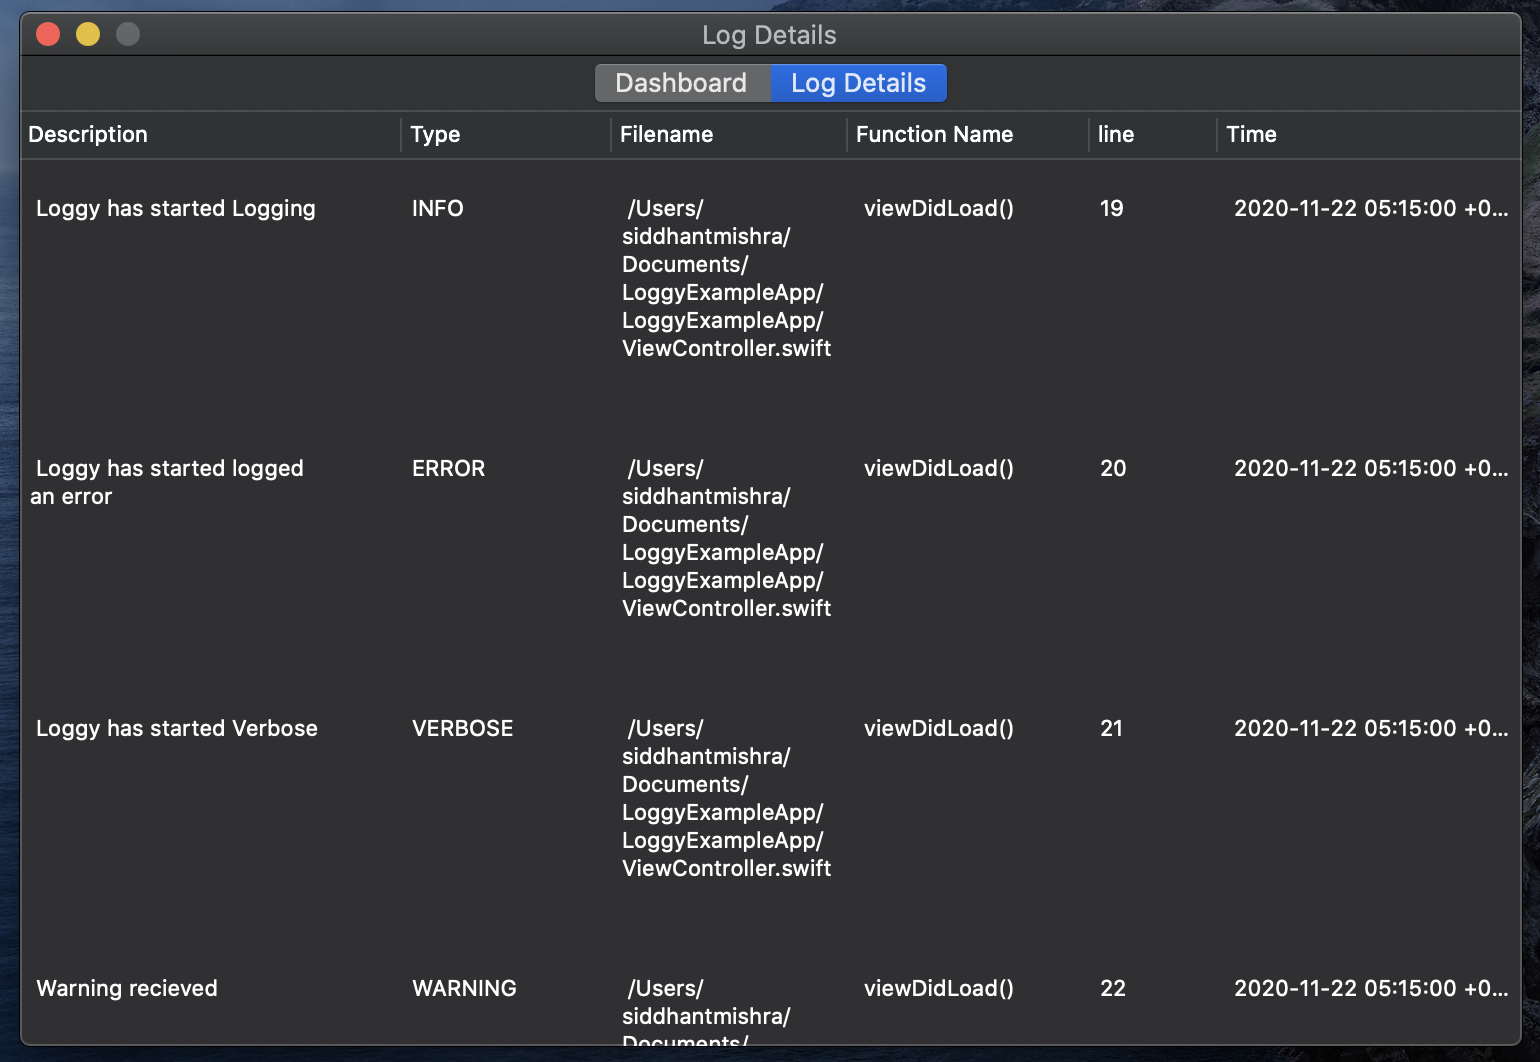 Log Details
Dashboard Log Details
Description Type Filename Function Name line Time
Loggy has started Logging INFO /Users/ viewDidLoad() 19 2020-11-22 05:15:00 +0...
siddhantmishra/
Documents/
LoggyExampleApp/
LoggyExampleApp/
ViewController.swift
Loggy has started logged ERROR /Users/ viewDidLoad() 20 2020-11-22 05:15:00 +0...
an error siddhantmishra/
Documents/
LoggyExampleApp/
LoggyExampleApp/
ViewController.swift
Loggy has started Verbose VERBOSE /Users/ viewDidLoad() 21 2020-11-22 05:15:00 +0...
siddhantmishra/
Documents/
LoggyExampleApp/
LoggyExampleApp/
ViewController.swift
Warning recieved WARNING /Users/ viewDidLoad() 22 2020-11-22 05:15:00 +0...
siddhantmishra/
Documents/